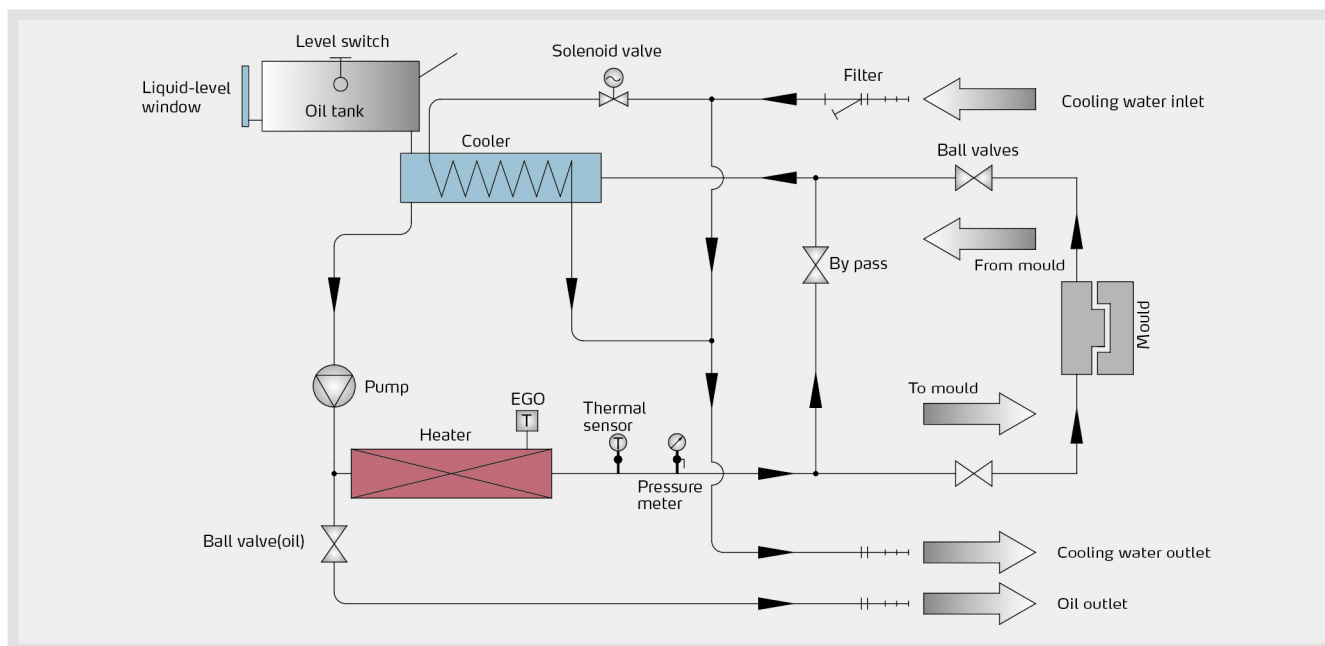 Level switch
Solenoid valve
Filter
Liquid-level
window
Oil tank
Cooling water inlet
Cooler
Ball valves
By pass
From mould
Mould
Pump
To mould
EGO
T
Thermal
sensor
T
Heater
Pressure
meter
Ball valve(oil)
Cooling water outlet
Oil outlet